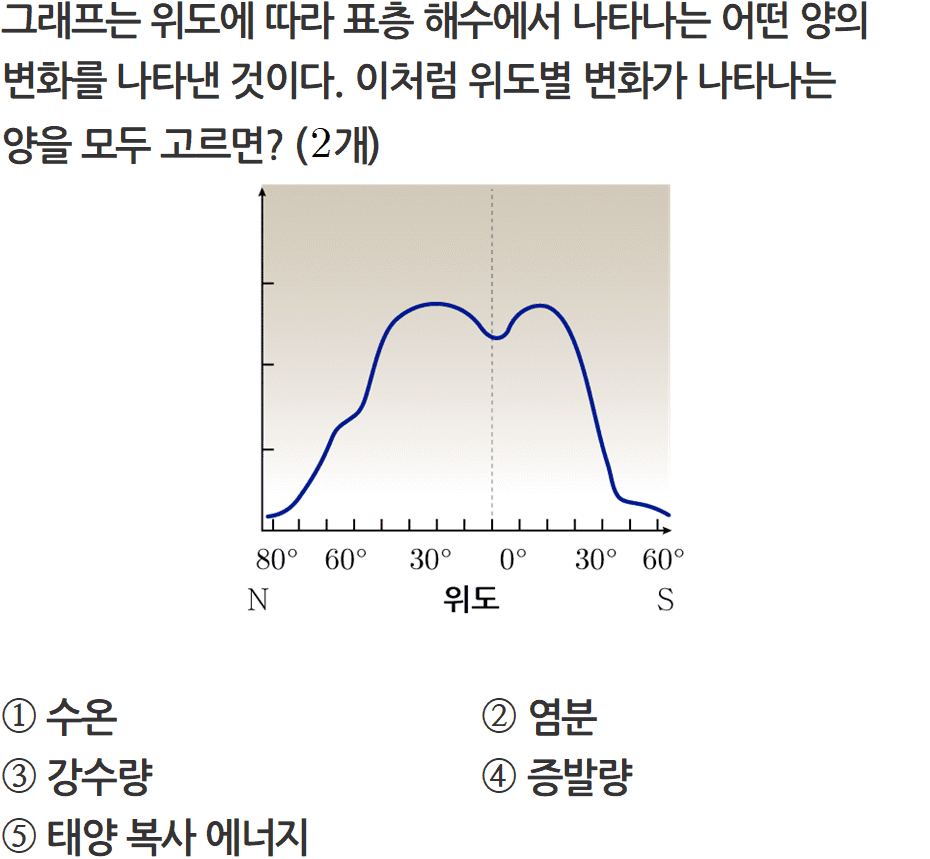 그래프는 위도에 따라 표층 해수에서 나타나는 어떤 양의
변화를 나타낸 것이다. 이처럼 위도별 변화가 나타나는
양을 모두 고르면? (2개)
80° 60° 30° 0° 30° 60°
N 위도 S
① 수온 ② 염분
③ 강수량 ④ 증발량
⑤ 태양 복사 에너지